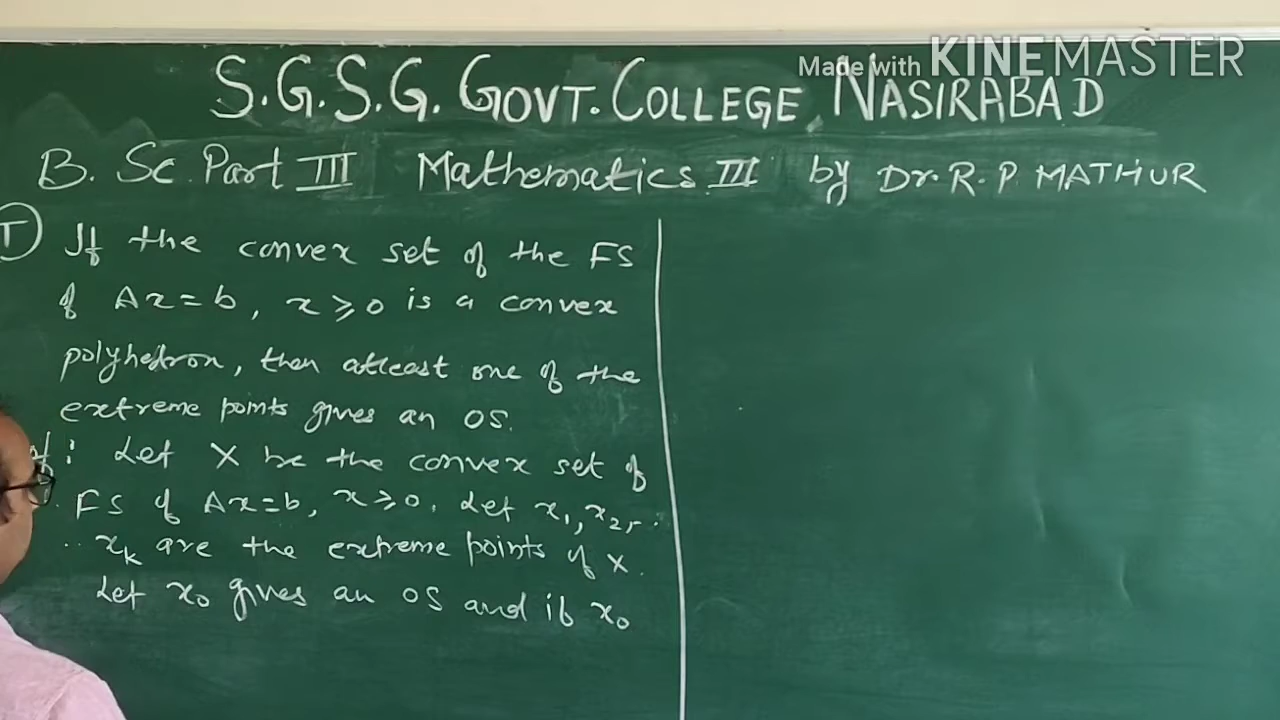 Made with KINEMASTER
S.G.S.G. GOVT. COLLEGE NASIRABAD
B. Sc. Part III Mathematics III by Dr. R. P MATHUR
T If the convex set of the FS
of Ax = b, x ≥ 0 is a convex
polyhedron, then atleast one of the
extreme points gives an OS.
f: Let X be the convex set of
FS of Ax=b, x ≥ 0. Let x₁, x₂, ..
.. xₖ are the extreme points of X.
Let x₀ gives an OS and if x₀